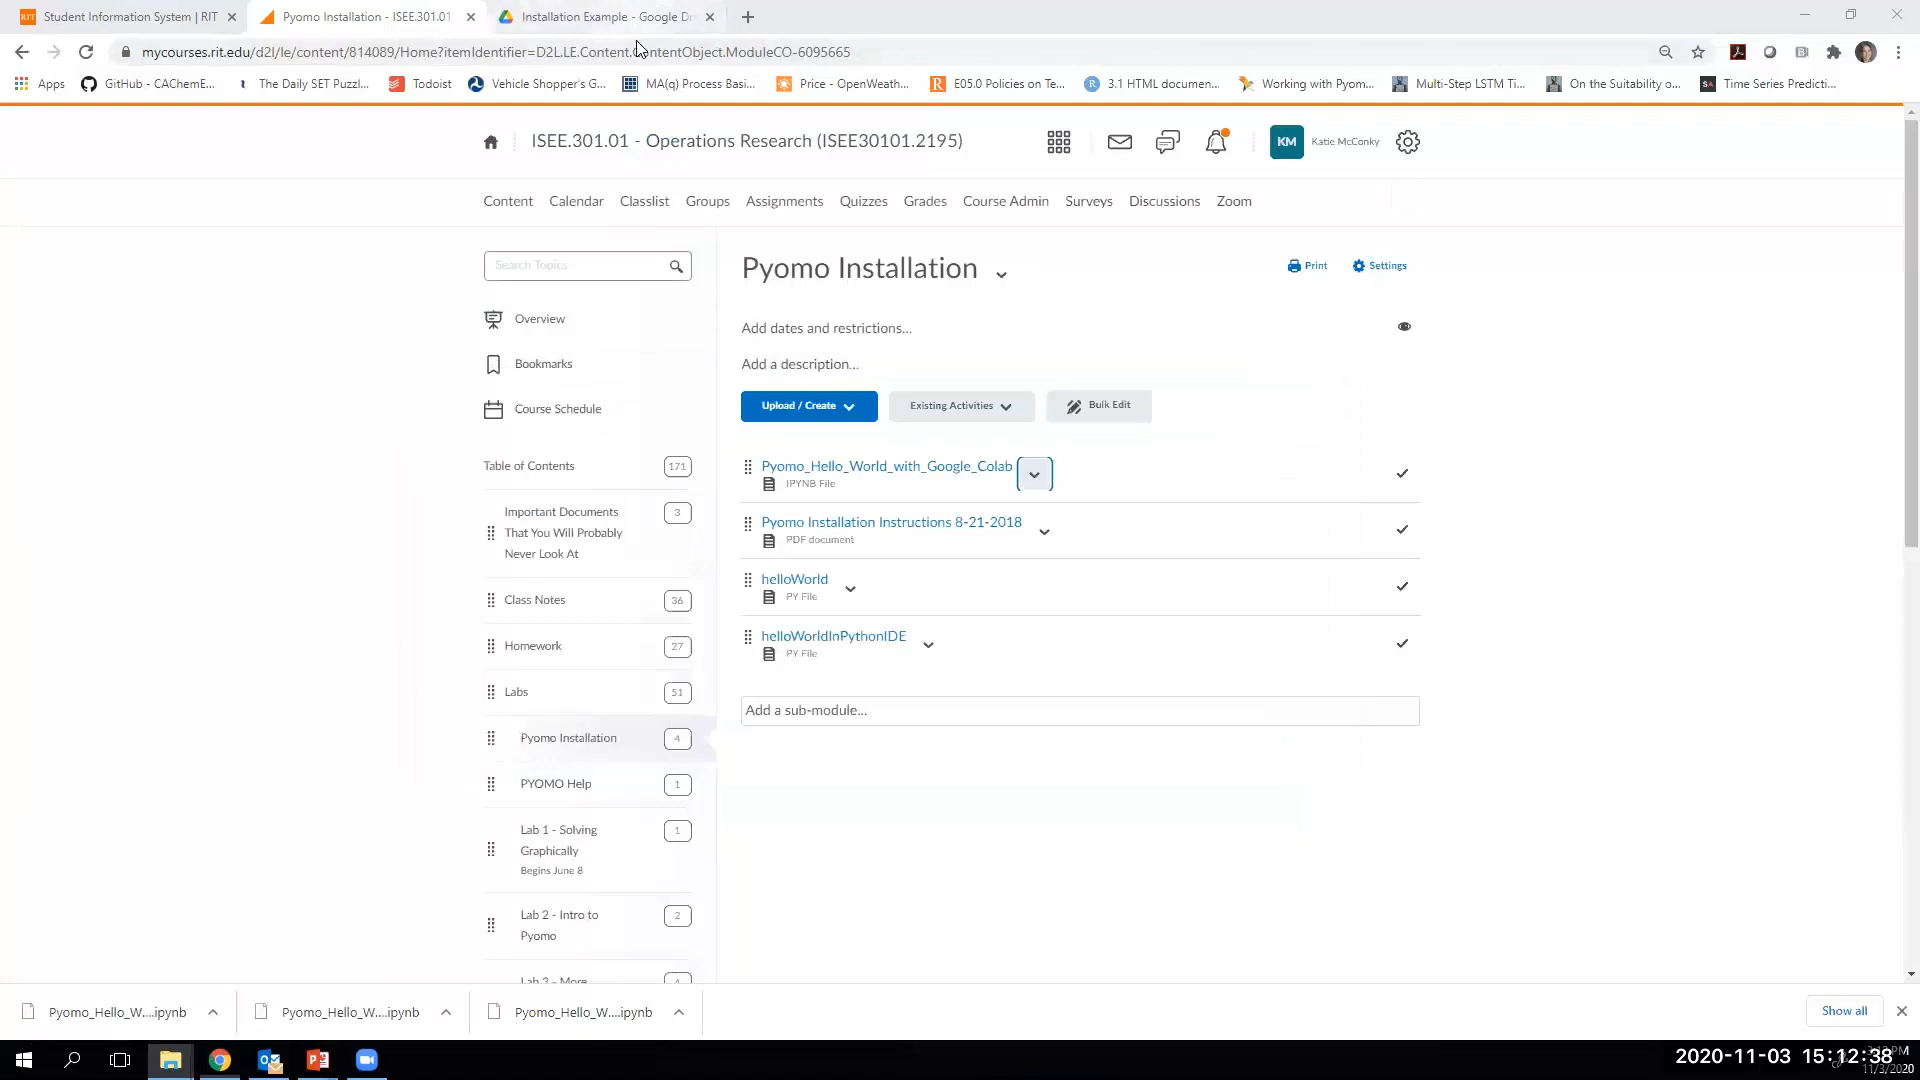 Student Information System | RIT
Pyomo Installation - ISEE.301.01
Installation Example - Google Dr
mycourses.rit.edu/d2l/le/content/814089/Home?itemIdentifier=D2L.LE.Content.ContentObject.ModuleCO-6095665
Apps
GitHub - CAChemE...
The Daily SET Puzzl...
Todoist
Vehicle Shopper's G...
MA(q) Process Basi...
Price - OpenWeath...
E05.0 Policies on Te...
3.1 HTML documen...
Working with Pyom...
Multi-Step LSTM Ti...
On the Suitability o...
Time Series Predicti...
ISEE.301.01 - Operations Research (ISEE30101.2195)
KM
Katie McConky
Content
Calendar
Classlist
Groups
Assignments
Quizzes
Grades
Course Admin
Surveys
Discussions
Zoom
Search Topics
Overview
Bookmarks
Course Schedule
Table of Contents
171
Important Documents
That You Will Probably
Never Look At
3
Class Notes
36
Homework
27
Labs
51
Pyomo Installation
4
PYOMO Help
1
Lab 1 - Solving
Graphically
Begins June 8
1
Lab 2 - Intro to
Pyomo
2
Lab 3 - More
4
Pyomo Installation
Print
Settings
Add dates and restrictions...
Add a description...
Upload / Create
Existing Activities
Bulk Edit
Pyomo_Hello_World_with_Google_Colab
IPYNB File
Pyomo Installation Instructions 8-21-2018
PDF document
helloWorld
PY File
helloWorldInPythonIDE
PY File
Add a sub-module...
Pyomo_Hello_W....ipynb
Pyomo_Hello_W....ipynb
Pyomo_Hello_W....ipynb
Show all
2020-11-03 15:12:38
11/3/2020